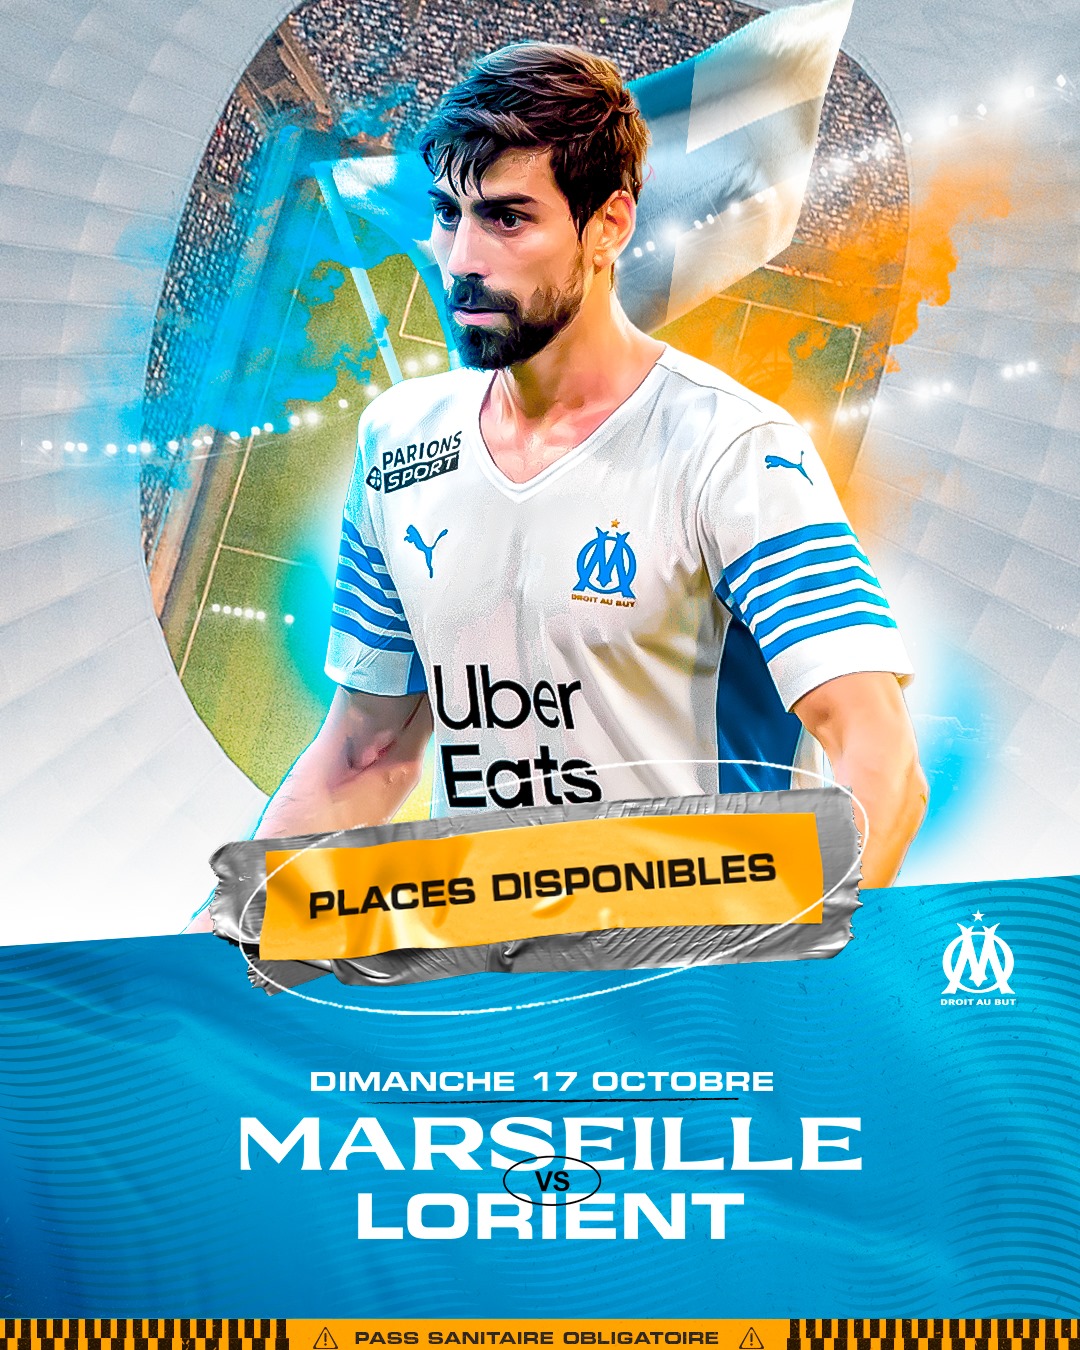 PARIONS
SPORT
DROIT AU BUT
Uber
Eats
PLACES DISPONIBLES
DROIT AU BUT
DIMANCHE 17 OCTOBRE
MARSEILLE
VS
LORIENT
PASS SANITAIRE OBLIGATOIRE